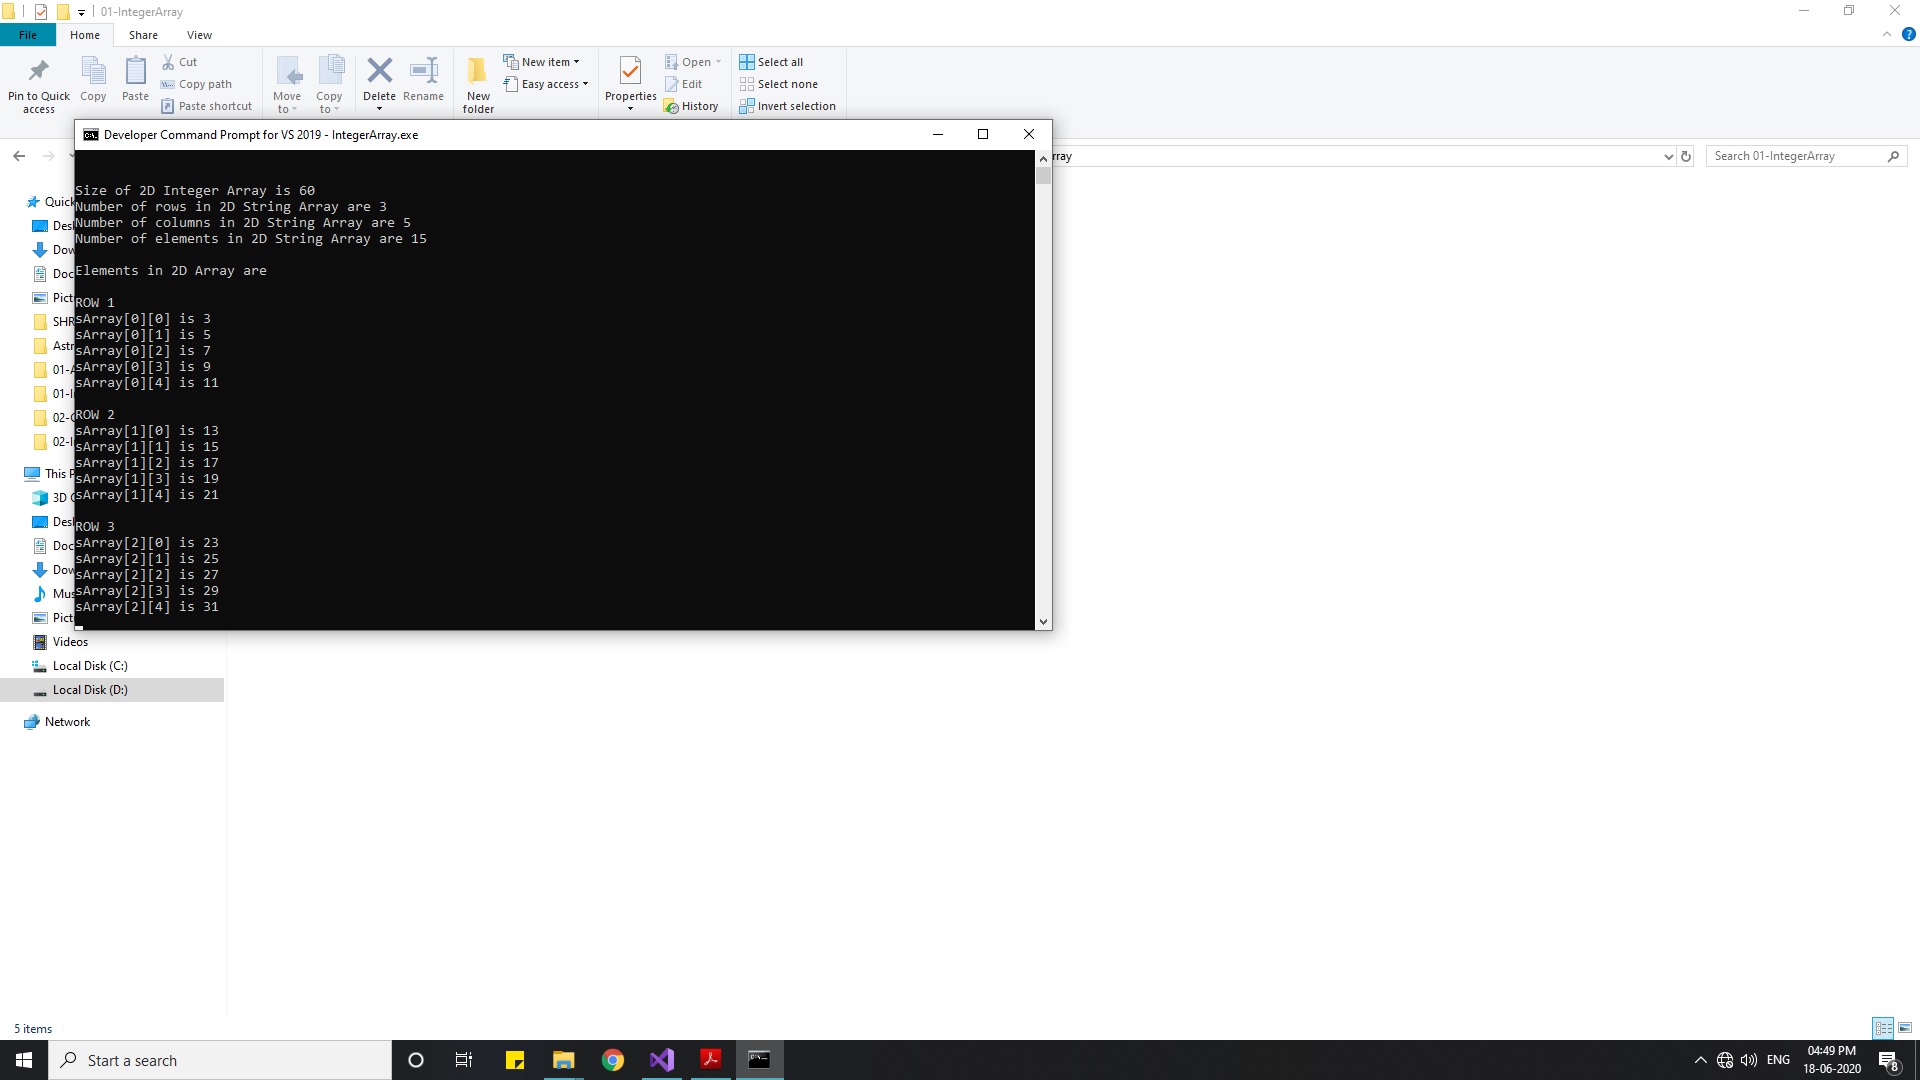 01-IntegerArray
File Home Share View
Pin to Quick access
Copy
Paste
Cut
Copy path
Paste shortcut
Move to
Copy to
Delete
Rename
New folder
New item
Easy access
Properties
Open
Edit
History
Select all
Select none
Invert selection
Developer Command Prompt for VS 2019 - IntegerArray.exe
rray
Search 01-IntegerArray
Size of 2D Integer Array is 60
Number of rows in 2D String Array are 3
Number of columns in 2D String Array are 5
Number of elements in 2D String Array are 15
Elements in 2D Array are
ROW 1
sArray[0][0] is 3
sArray[0][1] is 5
sArray[0][2] is 7
sArray[0][3] is 9
sArray[0][4] is 11
ROW 2
sArray[1][0] is 13
sArray[1][1] is 15
sArray[1][2] is 17
sArray[1][3] is 19
sArray[1][4] is 21
ROW 3
sArray[2][0] is 23
sArray[2][1] is 25
sArray[2][2] is 27
sArray[2][3] is 29
sArray[2][4] is 31
Quick
Des
Dow
Doc
Pict
SHR
Astr
01-A
01-I
02-
02-I
This P
3D
Des
Doc
Dow
Mus
Pict
Videos
Local Disk (C:)
Local Disk (D:)
Network
5 items
Start a search
ENG
04:49 PM
18-06-2020
8